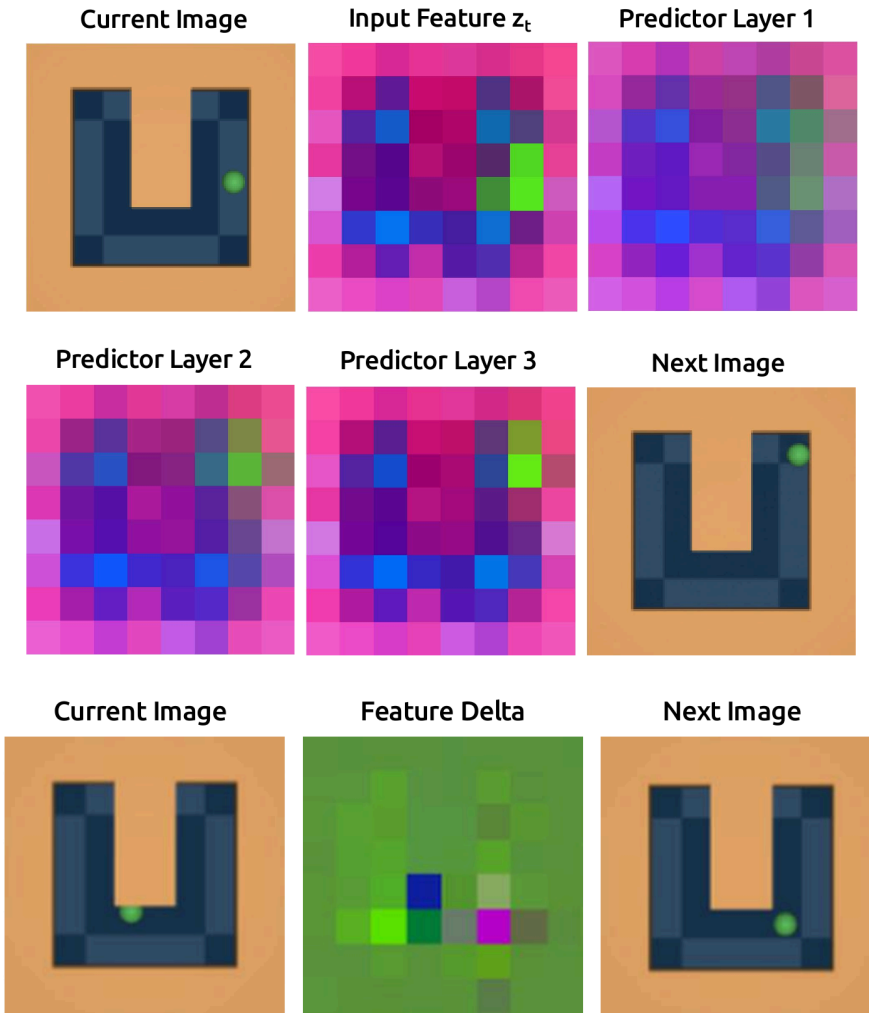 Current Image
Input Feature zₜ
Predictor Layer 1
Predictor Layer 2
Predictor Layer 3
Next Image
Current Image
Feature Delta
Next Image